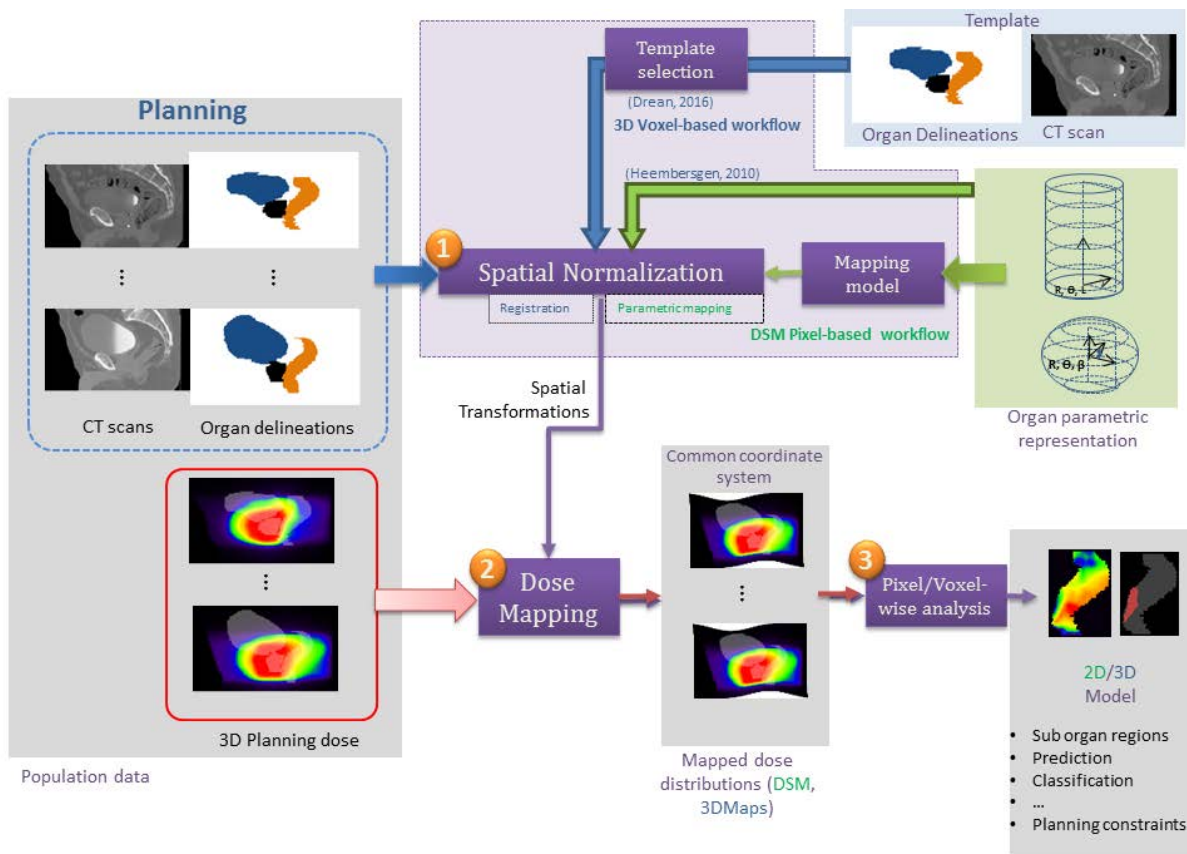 Template
Template
selection
(Drean, 2016)
3D Voxel-based workflow
Organ Delineations
CT scan
Planning
(Heembersgen, 2010)
1
Spatial Normalization
Mapping
model
Registration
Parametric mapping
DSM Pixel-based workflow
R, Θ, L
R, Θ, β
Organ parametric
representation
⋮
⋮
CT scans
Organ delineations
Spatial
Transformations
Common coordinate
system
⋮
2
Dose
Mapping
⋮
3
Pixel/Voxel-
wise analysis
3D Planning dose
Population data
Mapped dose
distributions (DSM,
3DMaps)
2D/3D
Model
• Sub organ regions
• Prediction
• Classification
• ...
• Planning constraints